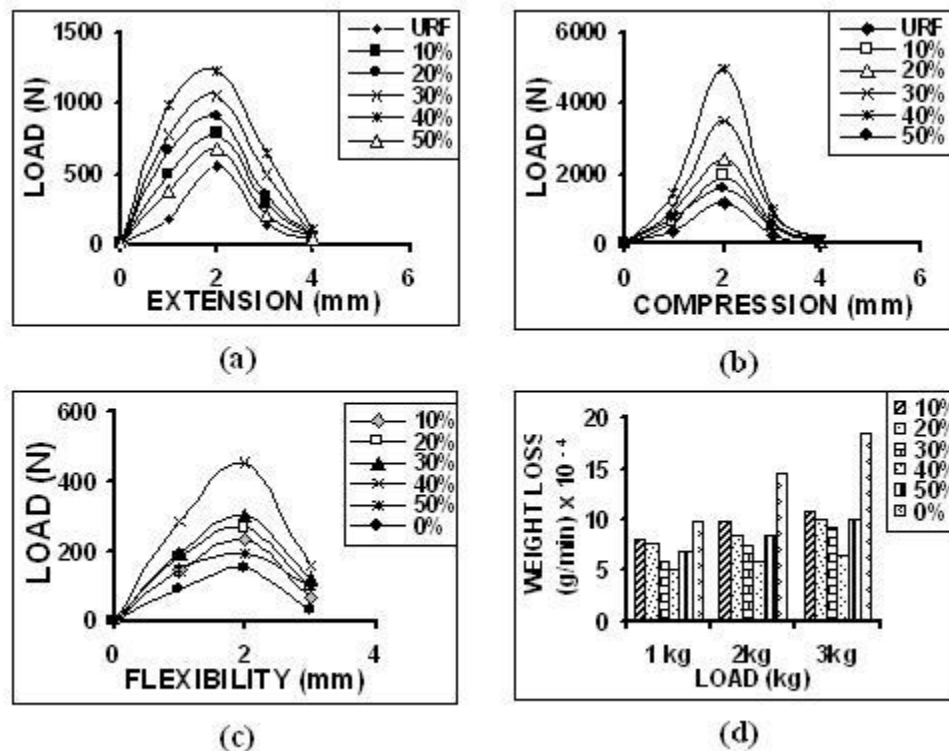 LOAD (N)
1500
1000
500
0
0 2 4 6
EXTENSION (mm)
URF
10%
20%
30%
40%
50%
(a)
LOAD (N)
6000
4000
2000
0
0 2 4 6
COMPRESSION (mm)
URF
10%
20%
30%
40%
50%
(b)
LOAD (N)
600
400
200
0
0 2 4
FLEXIBILITY (mm)
10%
20%
30%
40%
50%
0%
(c)
WEIGHT LOSS
(g/min) x 10 -4
20
15
10
5
0
1 kg 2kg 3kg
LOAD (kg)
10%
20%
30%
40%
50%
0%
(d)